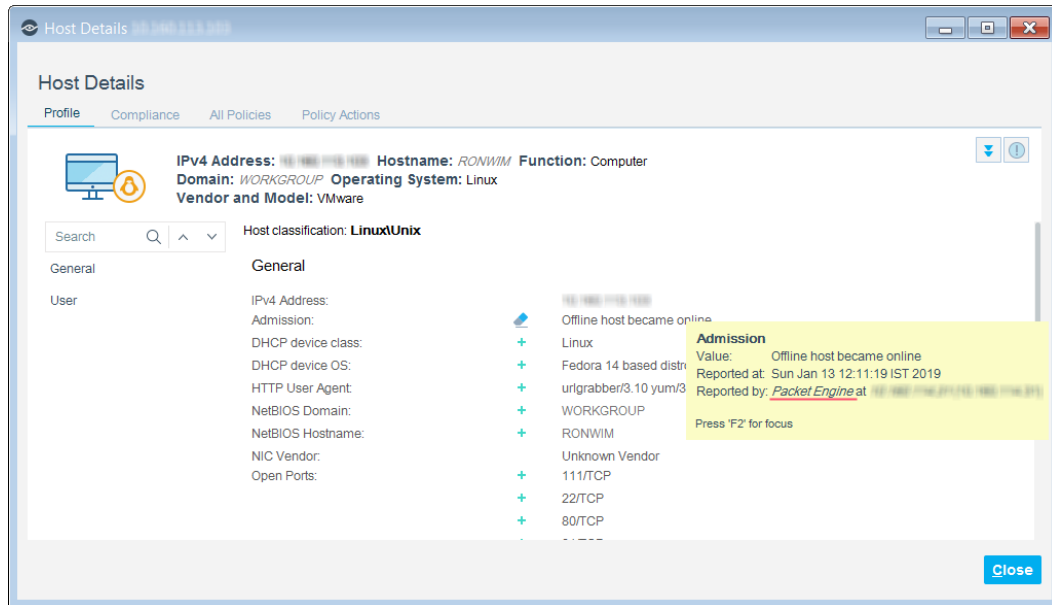 Host Details
Host Details
Profile Compliance All Policies Policy Actions
IPv4 Address: Hostname: RONWIM Function: Computer
Domain: WORKGROUP Operating System: Linux
Vendor and Model: VMware
Search
Host classification: Linux\Unix
General
General
User
IPv4 Address:
Admission: Offline host became online
DHCP device class: Linux
DHCP device OS: Fedora 14 based
HTTP User Agent: urlgrabber/3.10
NetBIOS Domain: WORKGROUP
NetBIOS Hostname: RONWIM
NIC Vendor: Unknown Vendor
Open Ports: 111/TCP
22/TCP
80/TCP
Admission
Value: Offline host became online
Reported at: Sun Jan 13 12:11:19 IST 2019
Reported by: Packet Engine at
Press 'F2' for focus
Close